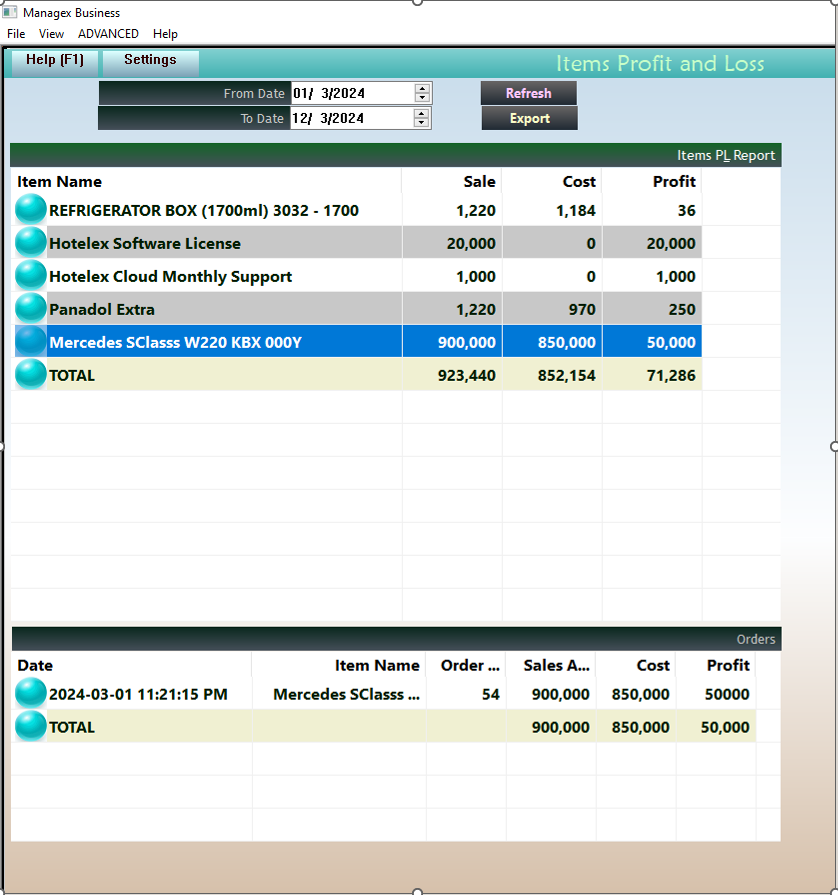 Managex Business
File View ADVANCED Help
Help (F1) Settings Items Profit and Loss
From Date 01/ 3/2024 Refresh
To Date 12/ 3/2024 Export
Items PL Report
Item Name Sale Cost Profit
REFRIGERATOR BOX (1700ml) 3032 - 1700 1,220 1,184 36
Hotelex Software License 20,000 0 20,000
Hotelex Cloud Monthly Support 1,000 0 1,000
Panadol Extra 1,220 970 250
Mercedes SClasss W220 KBX 000Y 900,000 850,000 50,000
TOTAL 923,440 852,154 71,286
Orders
Date Item Name Order ... Sales A... Cost Profit
2024-03-01 11:21:15 PM Mercedes SClasss ... 54 900,000 850,000 50000
TOTAL 900,000 850,000 50,000